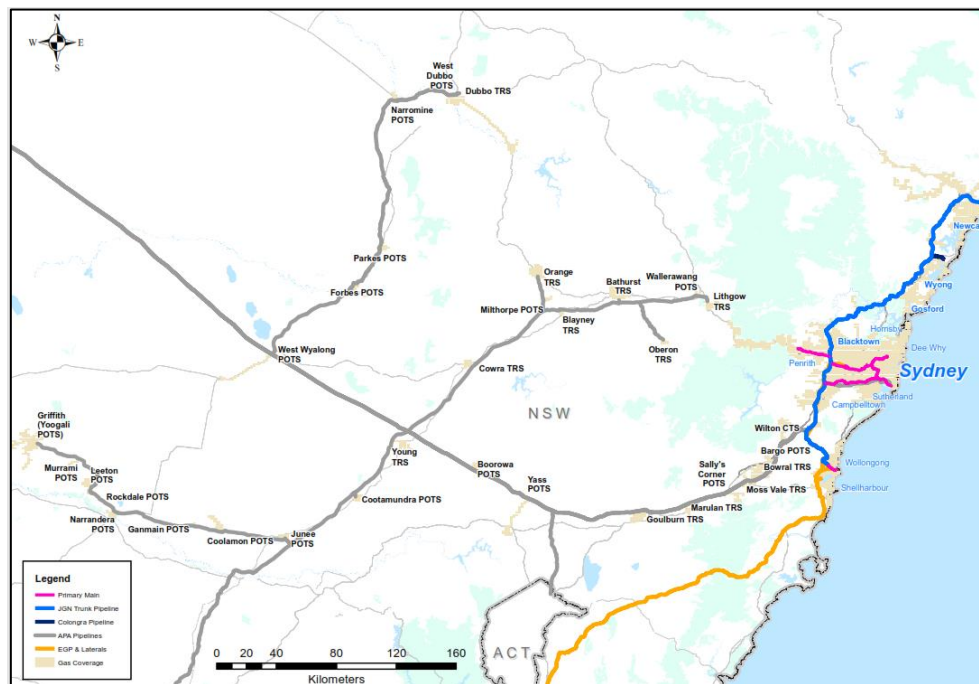 N
W
E
S
West
Dubbo
POTS
Dubbo TRS
Narromine
POTS
Parkes POTS
Forbes POTS
West Wyalong
POTS
Orange
TRS
Milthorpe POTS
Blayney
TRS
Bathurst
TRS
Wallerawang
POTS
Lithgow
TRS
Oberon
TRS
Cowra TRS
NSW
Newca
Wyong
Gosford
Hornsby
Dee Why
Blacktown
Penrith
Sydney
Sutherland
Campbelltown
Wilton CTS
Bargo POTS
Wollongong
Sally's
Corner
POTS
Bowral TRS
Moss Vale TRS
Shellharbour
Marulan TRS
Goulburn TRS
Griffith
(Yoogali
POTS)
Murrami
POTS
Leeton
POTS
Rockdale POTS
Narrandera
POTS
Ganmain POTS
Coolamon POTS
Junee
POTS
Cootamundra POTS
Young
TRS
Boorowa
POTS
Yass
POTS
ACT
Legend
Primary Main
JGN Trunk Pipeline
Colongra Pipeline
APA Pipelines
EGP & Laterals
Gas Coverage
0 10 20 40 60 80 100 120 140 160
Kilometers